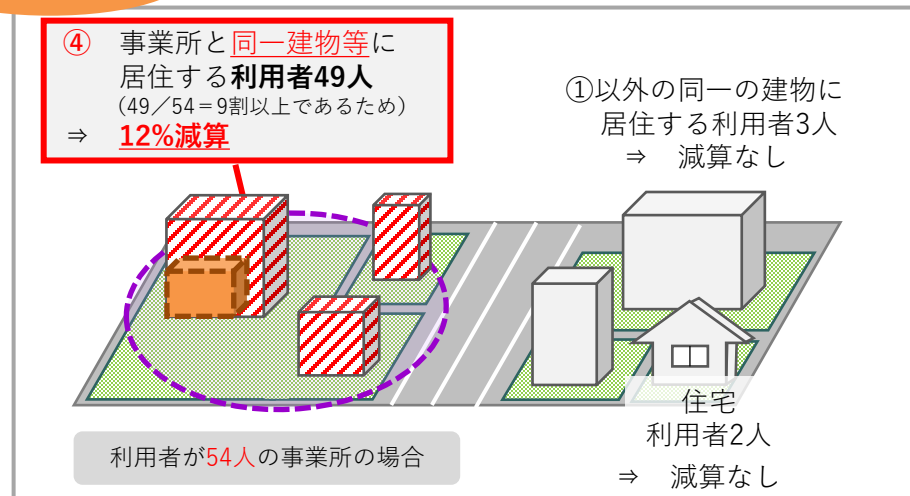 ④ 事業所と同一建物等に
居住する利用者49人
(49／54＝9割以上であるため)
⇒ 12%減算
①以外の同一の建物に
居住する利用者3人
⇒ 減算なし
住宅
利用者2人
⇒ 減算なし
利用者が54人の事業所の場合